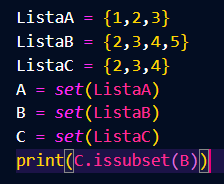 ListaA = {1,2,3}
ListaB = {2,3,4,5}
ListaC = {2,3,4}
A = set(ListaA)
B = set(ListaB)
C = set(ListaC)
print(C.issubset(B))